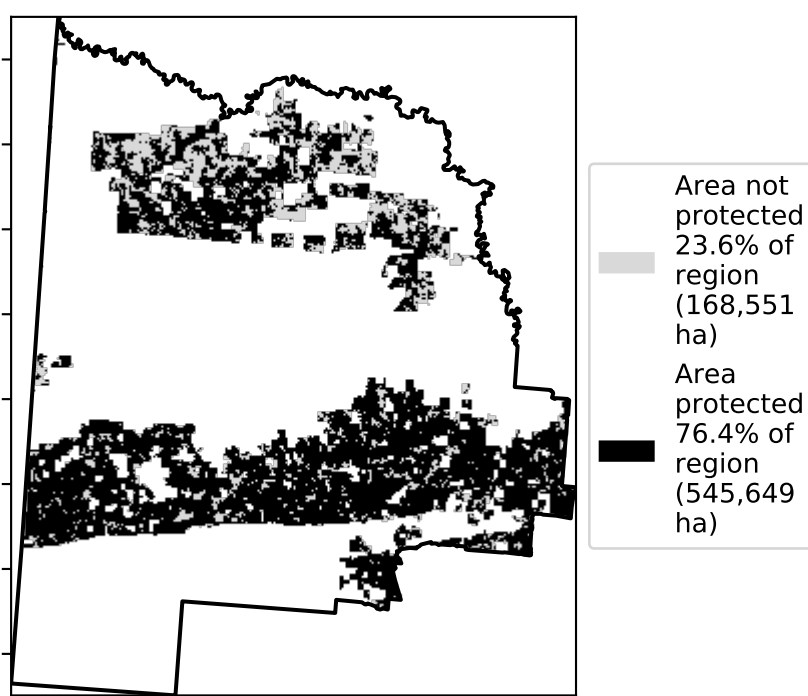 Area not
protected
23.6% of
region
(168,551
ha)
Area
protected
76.4% of
region
(545,649
ha)